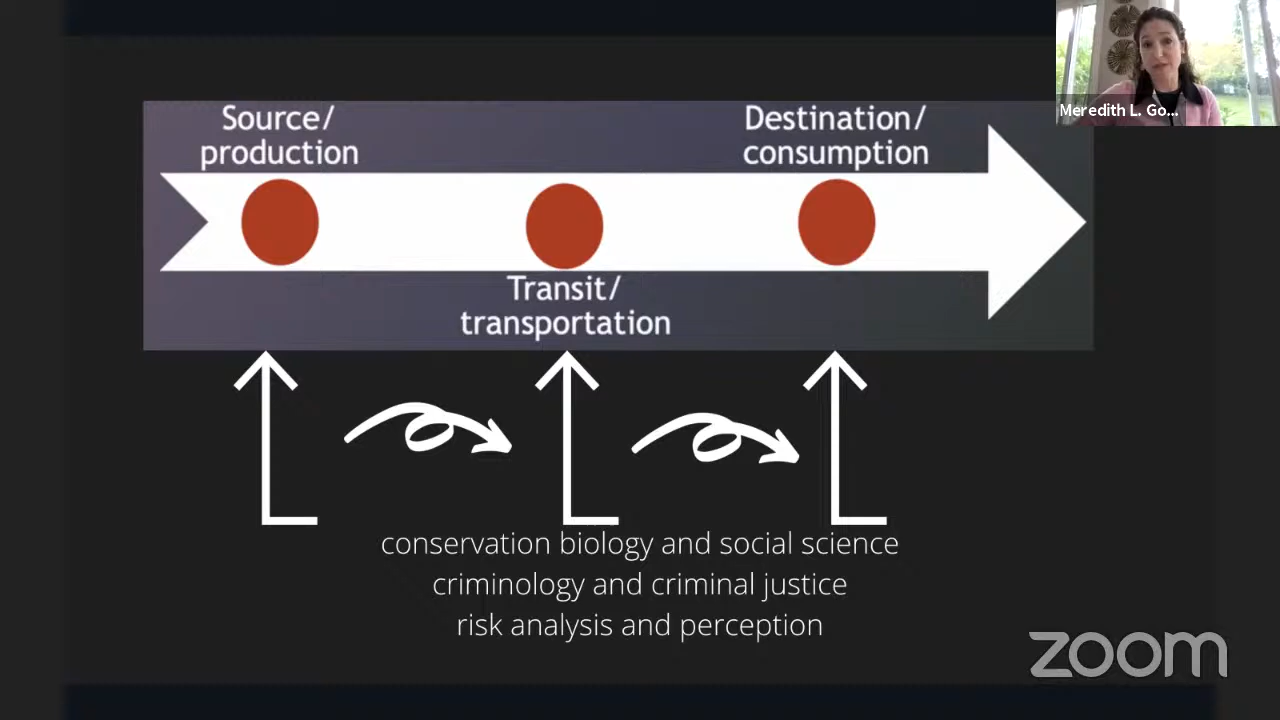 Source/
production
Destination/
consumption
Meredith L. Go...
Transit/
transportation
conservation biology and social science
criminology and criminal justice
risk analysis and perception
zoom